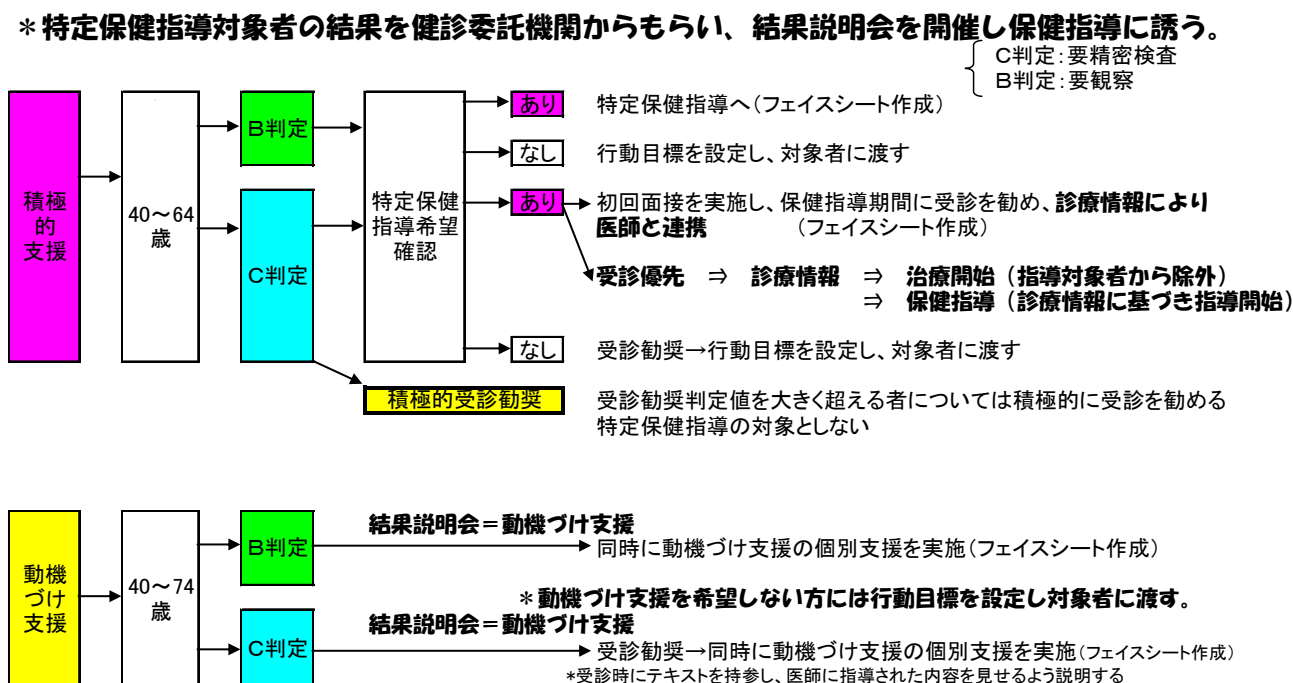 ＊特定保健指導対象者の結果を健診委託機関からもらい、結果説明会を開催し保健指導に誘う。
C判定：要精密検査
B判定：要観察
積極
的
支援
40～64
歳
B判定
C判定
特定保健
指導希望
確認
あり
特定保健指導へ（フェイスシート作成）
なし
行動目標を設定し、対象者に渡す
あり
初回面接を実施し、保健指導期間に受診を勧め、診療情報により
医師と連携　（フェイスシート作成）
受診優先　⇒　診療情報　⇒　治療開始（指導対象者から除外）
⇒　保健指導（診療情報に基づき指導開始）
なし
受診勧奨→行動目標を設定し、対象者に渡す
積極的受診勧奨
受診勧奨判定値を大きく超える者については積極的に受診を勧める
特定保健指導の対象としない
動機
づけ
支援
40～74
歳
B判定
結果説明会＝動機づけ支援
同時に動機づけ支援の個別支援を実施（フェイスシート作成）
＊動機づけ支援を希望しない方には行動目標を設定し対象者に渡す。
C判定
結果説明会＝動機づけ支援
受診勧奨→同時に動機づけ支援の個別支援を実施（フェイスシート作成）
*受診時にテキストを持参し、医師に指導された内容を見せるよう説明する